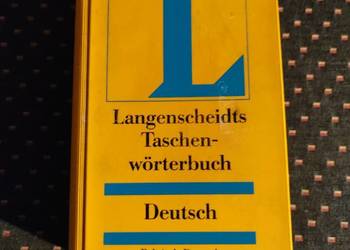 L
Langenscheidts
Taschen-
wörterbuch
Deutsch